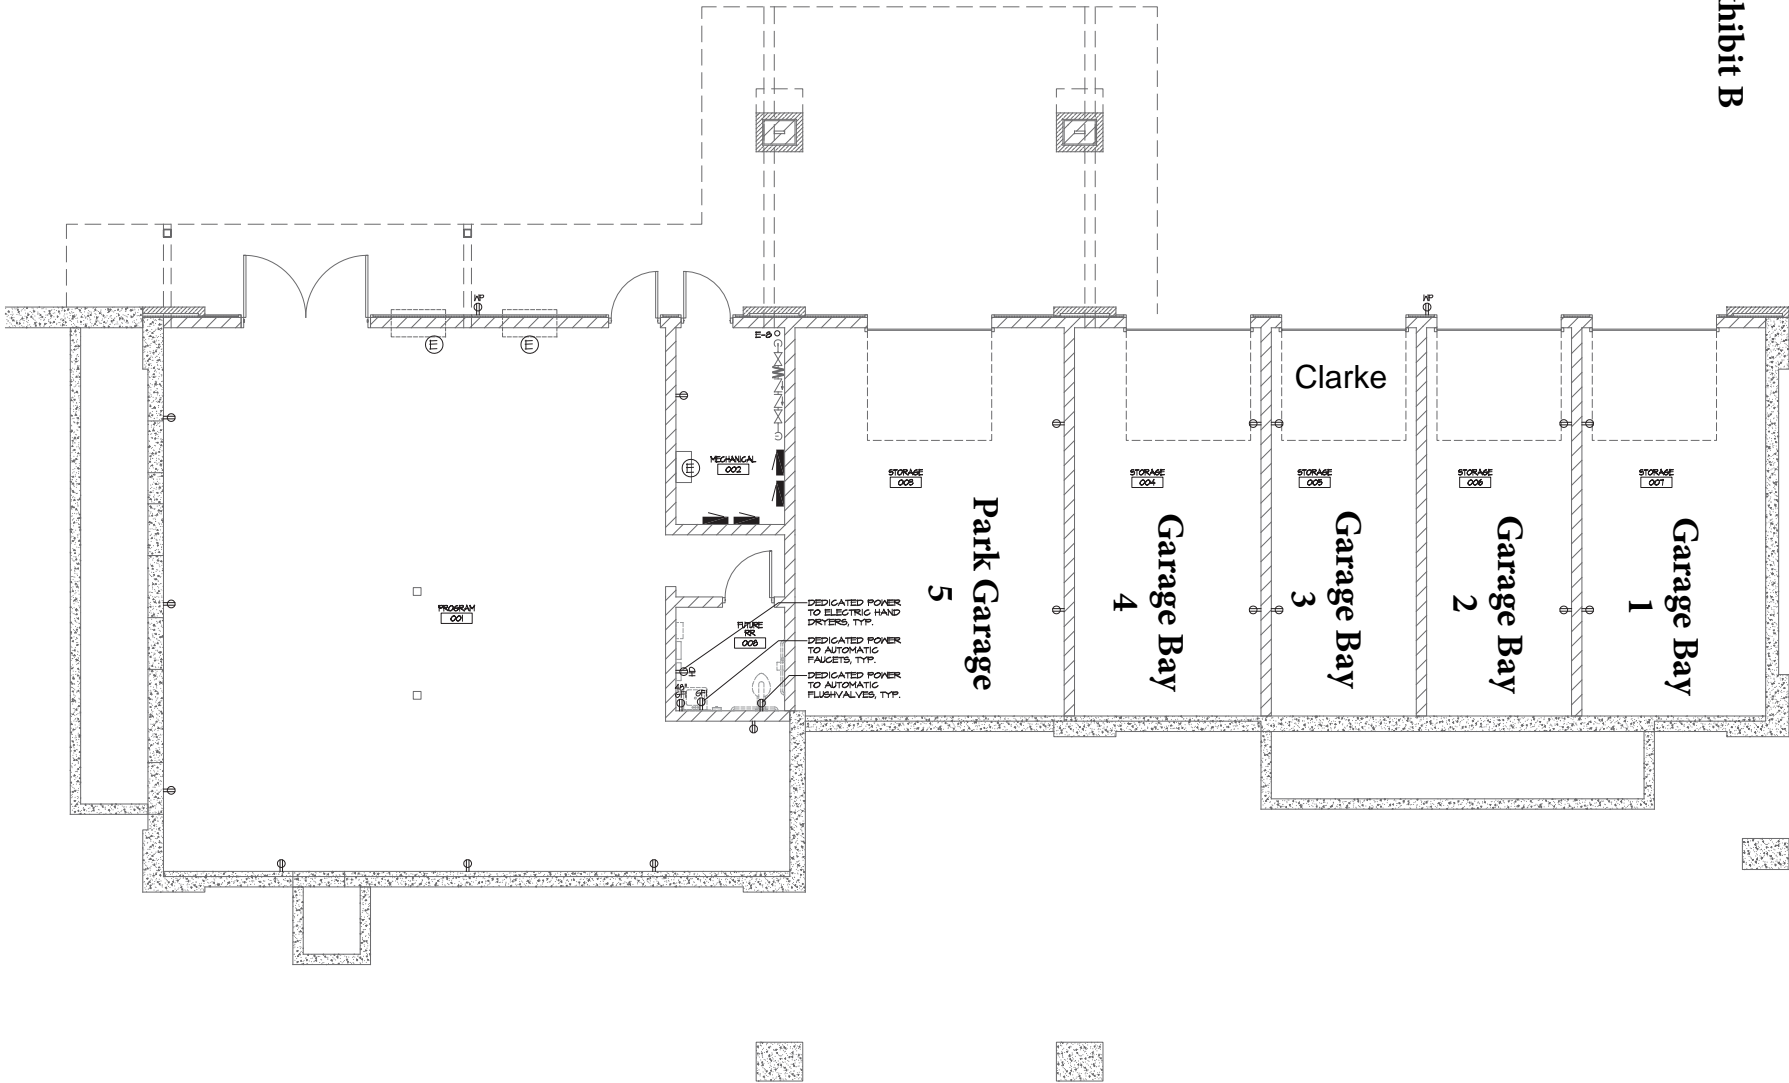 hibit B
WP
WP
E-8
E
E
Clarke
E
MECHANICAL
002
STORAGE
003
STORAGE
004
STORAGE
005
STORAGE
006
STORAGE
007
Park Garage
5
Garage Bay
4
Garage Bay
3
Garage Bay
2
Garage Bay
1
PROGRAM
001
FUTURE
RR
008
DEDICATED POWER
TO ELECTRIC HAND
DRYERS, TYP.
DEDICATED POWER
TO AUTOMATIC
FAUCETS, TYP.
DEDICATED POWER
TO AUTOMATIC
FLUSHVALVES, TYP.
HD
48"
GFI
GFI